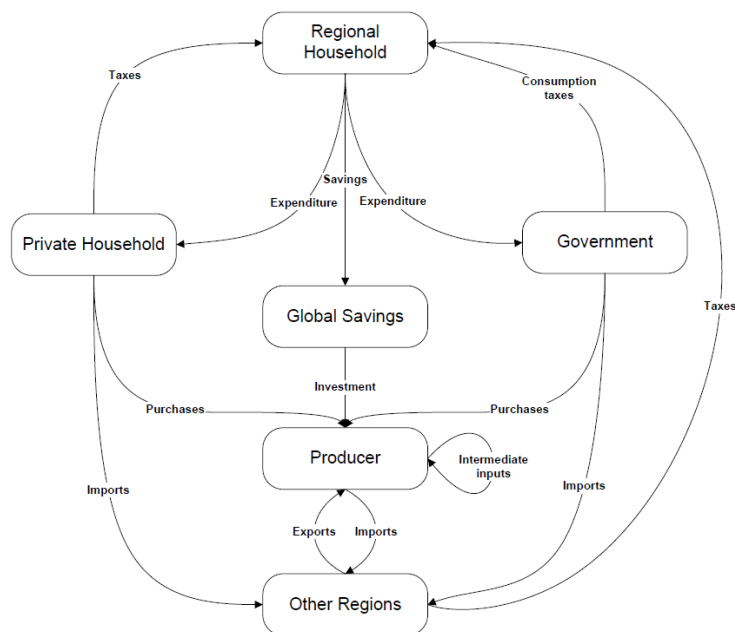 Regional
Household
Taxes
Consumption
taxes
Savings
Expenditure
Expenditure
Private Household
Government
Global Savings
Taxes
Investment
Purchases
Purchases
Producer
Intermediate
inputs
Imports
Imports
Exports
Imports
Other Regions